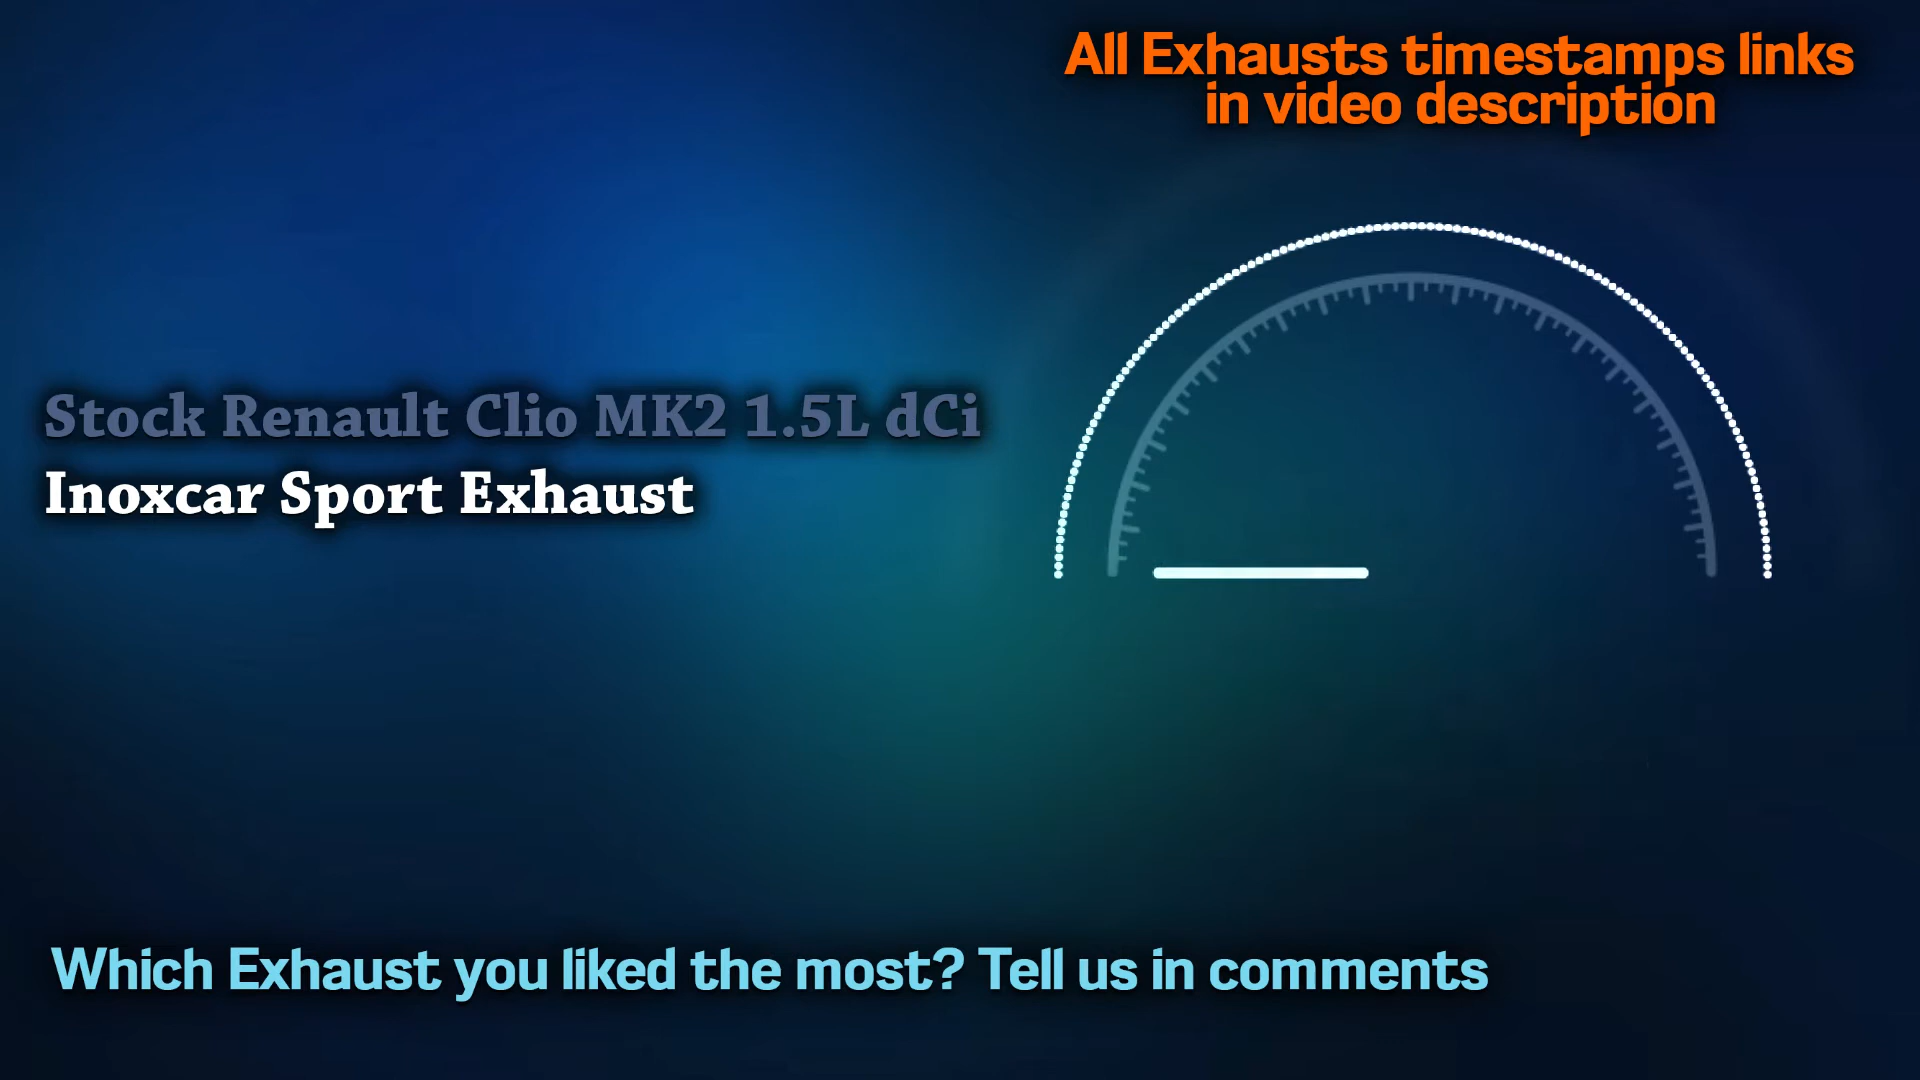 All Exhausts timestamps links
in video description
Stock Renault Clio MK2 1.5L dCi
Inoxcar Sport Exhaust
Which Exhaust you liked the most? Tell us in comments